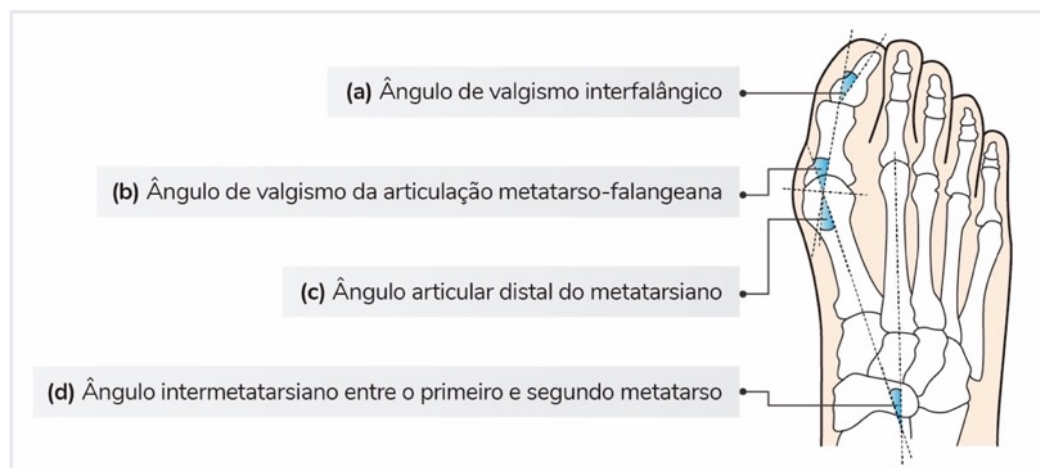 (a) Ângulo de valgismo interfalângico
(b) Ângulo de valgismo da articulação metatarso-falangeana
(c) Ângulo articular distal do metatarsiano
(d) Ângulo intermetatarsiano entre o primeiro e segundo metatarso